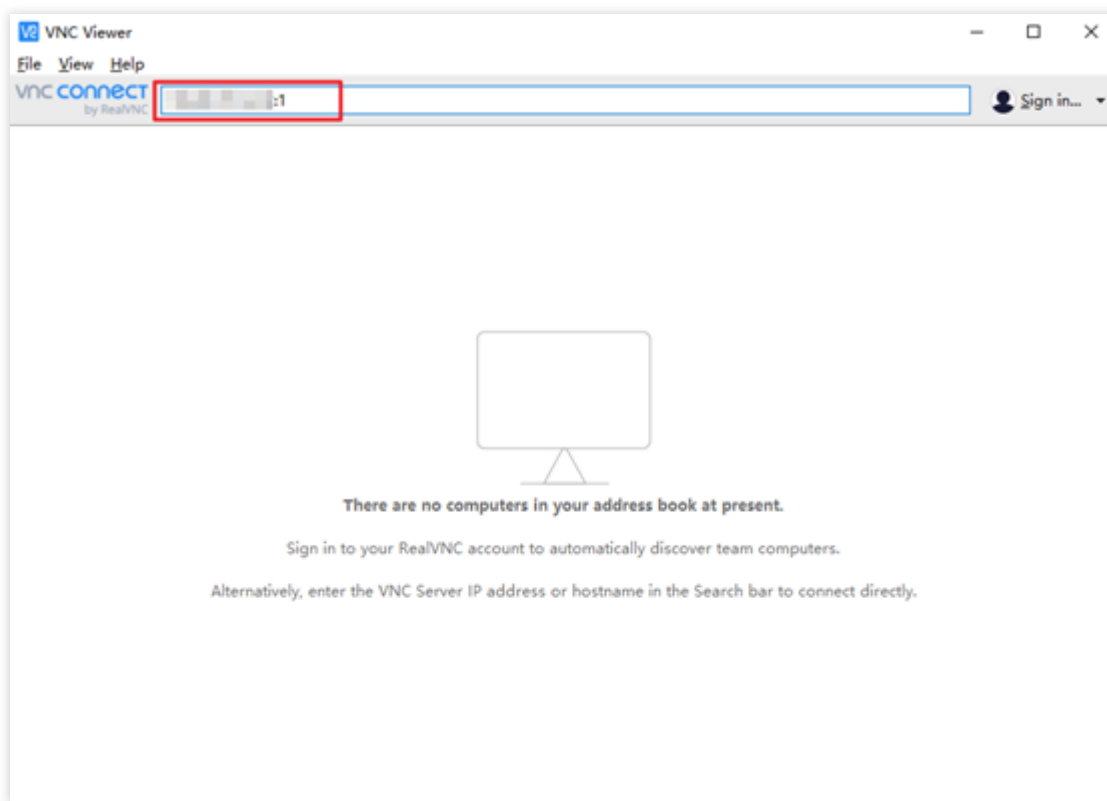 VNC Viewer
File View Help
vnc connect
by RealVNC
:1
Sign in...
There are no computers in your address book at present.
Sign in to your RealVNC account to automatically discover team computers.
Alternatively, enter the VNC Server IP address or hostname in the Search bar to connect directly.